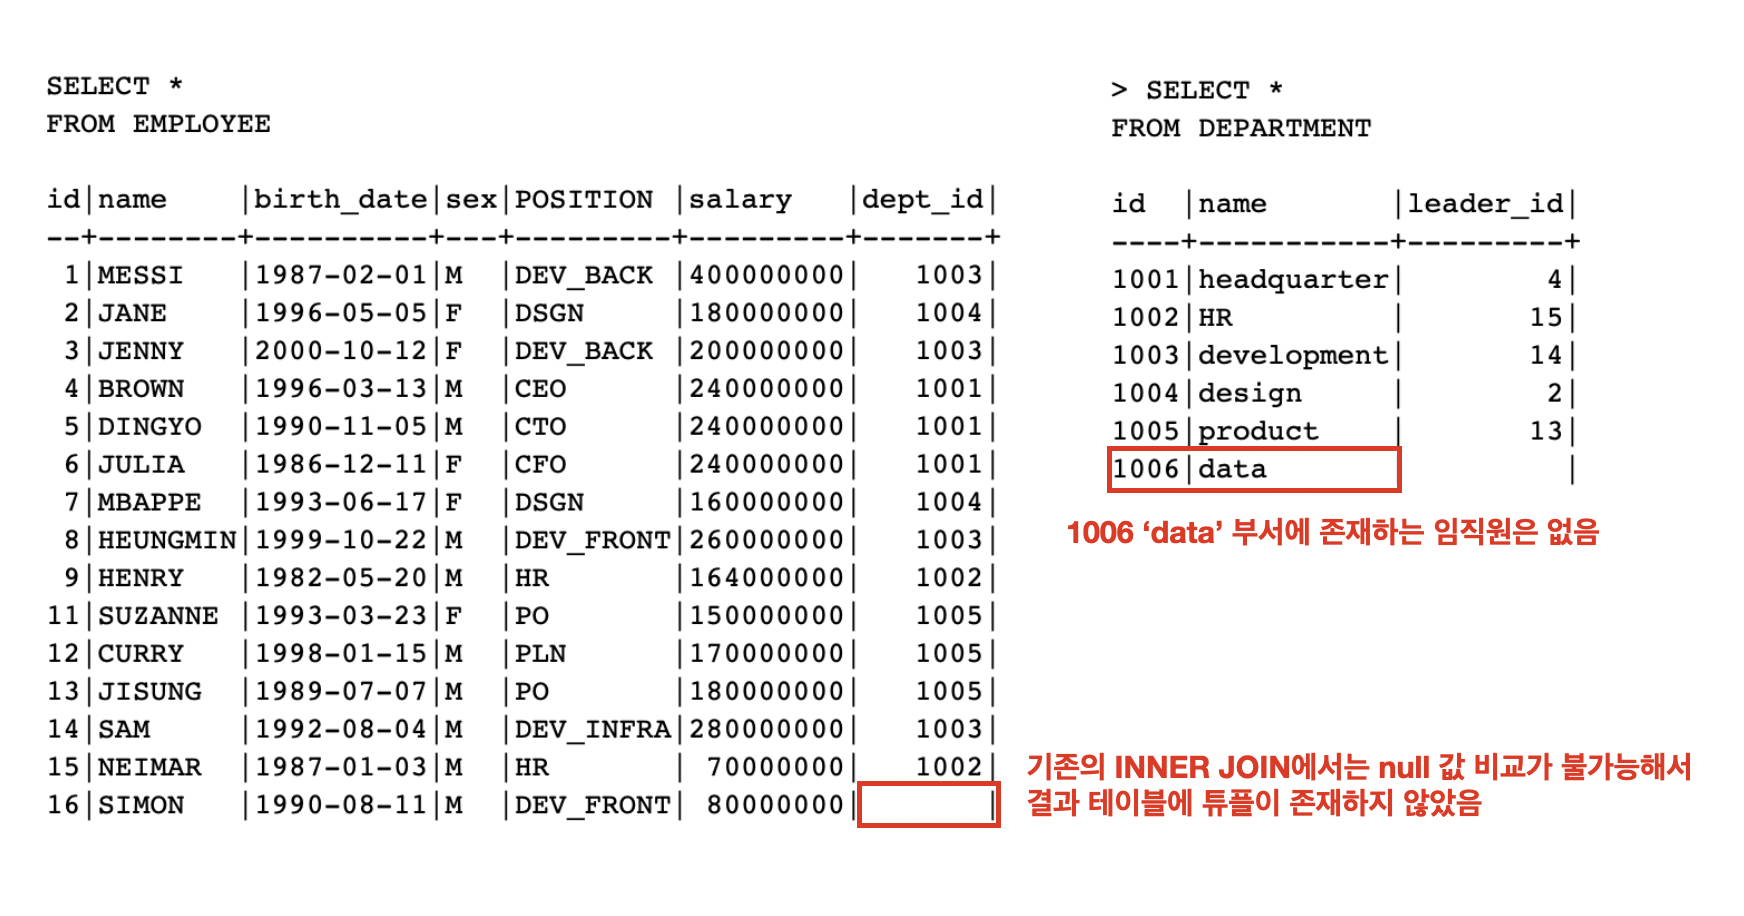 SELECT *
FROM EMPLOYEE
id|name    |birth_date|sex|POSITION |salary   |dept_id|
--+--------+----------+---+---------+---------+-------+
 1|MESSI   |1987-02-01|M  |DEV_BACK |400000000|   1003|
 2|JANE    |1996-05-05|F  |DSGN     |180000000|   1004|
 3|JENNY   |2000-10-12|F  |DEV_BACK |200000000|   1003|
 4|BROWN   |1996-03-13|M  |CEO      |240000000|   1001|
 5|DINGYO  |1990-11-05|M  |CTO      |240000000|   1001|
 6|JULIA   |1986-12-11|F  |CFO      |240000000|   1001|
 7|MBAPPE  |1993-06-17|F  |DSGN     |160000000|   1004|
 8|HEUNGMIN|1999-10-22|M  |DEV_FRONT|260000000|   1003|
 9|HENRY   |1982-05-20|M  |HR       |164000000|   1002|
11|SUZANNE |1993-03-23|F  |PO       |150000000|   1005|
12|CURRY   |1998-01-15|M  |PLN      |170000000|   1005|
13|JISUNG  |1989-07-07|M  |PO       |180000000|   1005|
14|SAM     |1992-08-04|M  |DEV_INFRA|280000000|   1003|
15|NEIMAR  |1987-01-03|M  |HR       | 70000000|   1002|
16|SIMON   |1990-08-11|M  |DEV_FRONT| 80000000|       |
> SELECT *
FROM DEPARTMENT
id  |name       |leader_id|
----+-----------+---------+
1001|headquarter|        4|
1002|HR         |       15|
1003|development|       14|
1004|design     |        2|
1005|product    |       13|
1006|data                 |
1006 ‘data’ 부서에 존재하는 임직원은 없음
기존의 INNER JOIN에서는 null 값 비교가 불가능해서
결과 테이블에 튜플이 존재하지 않았음